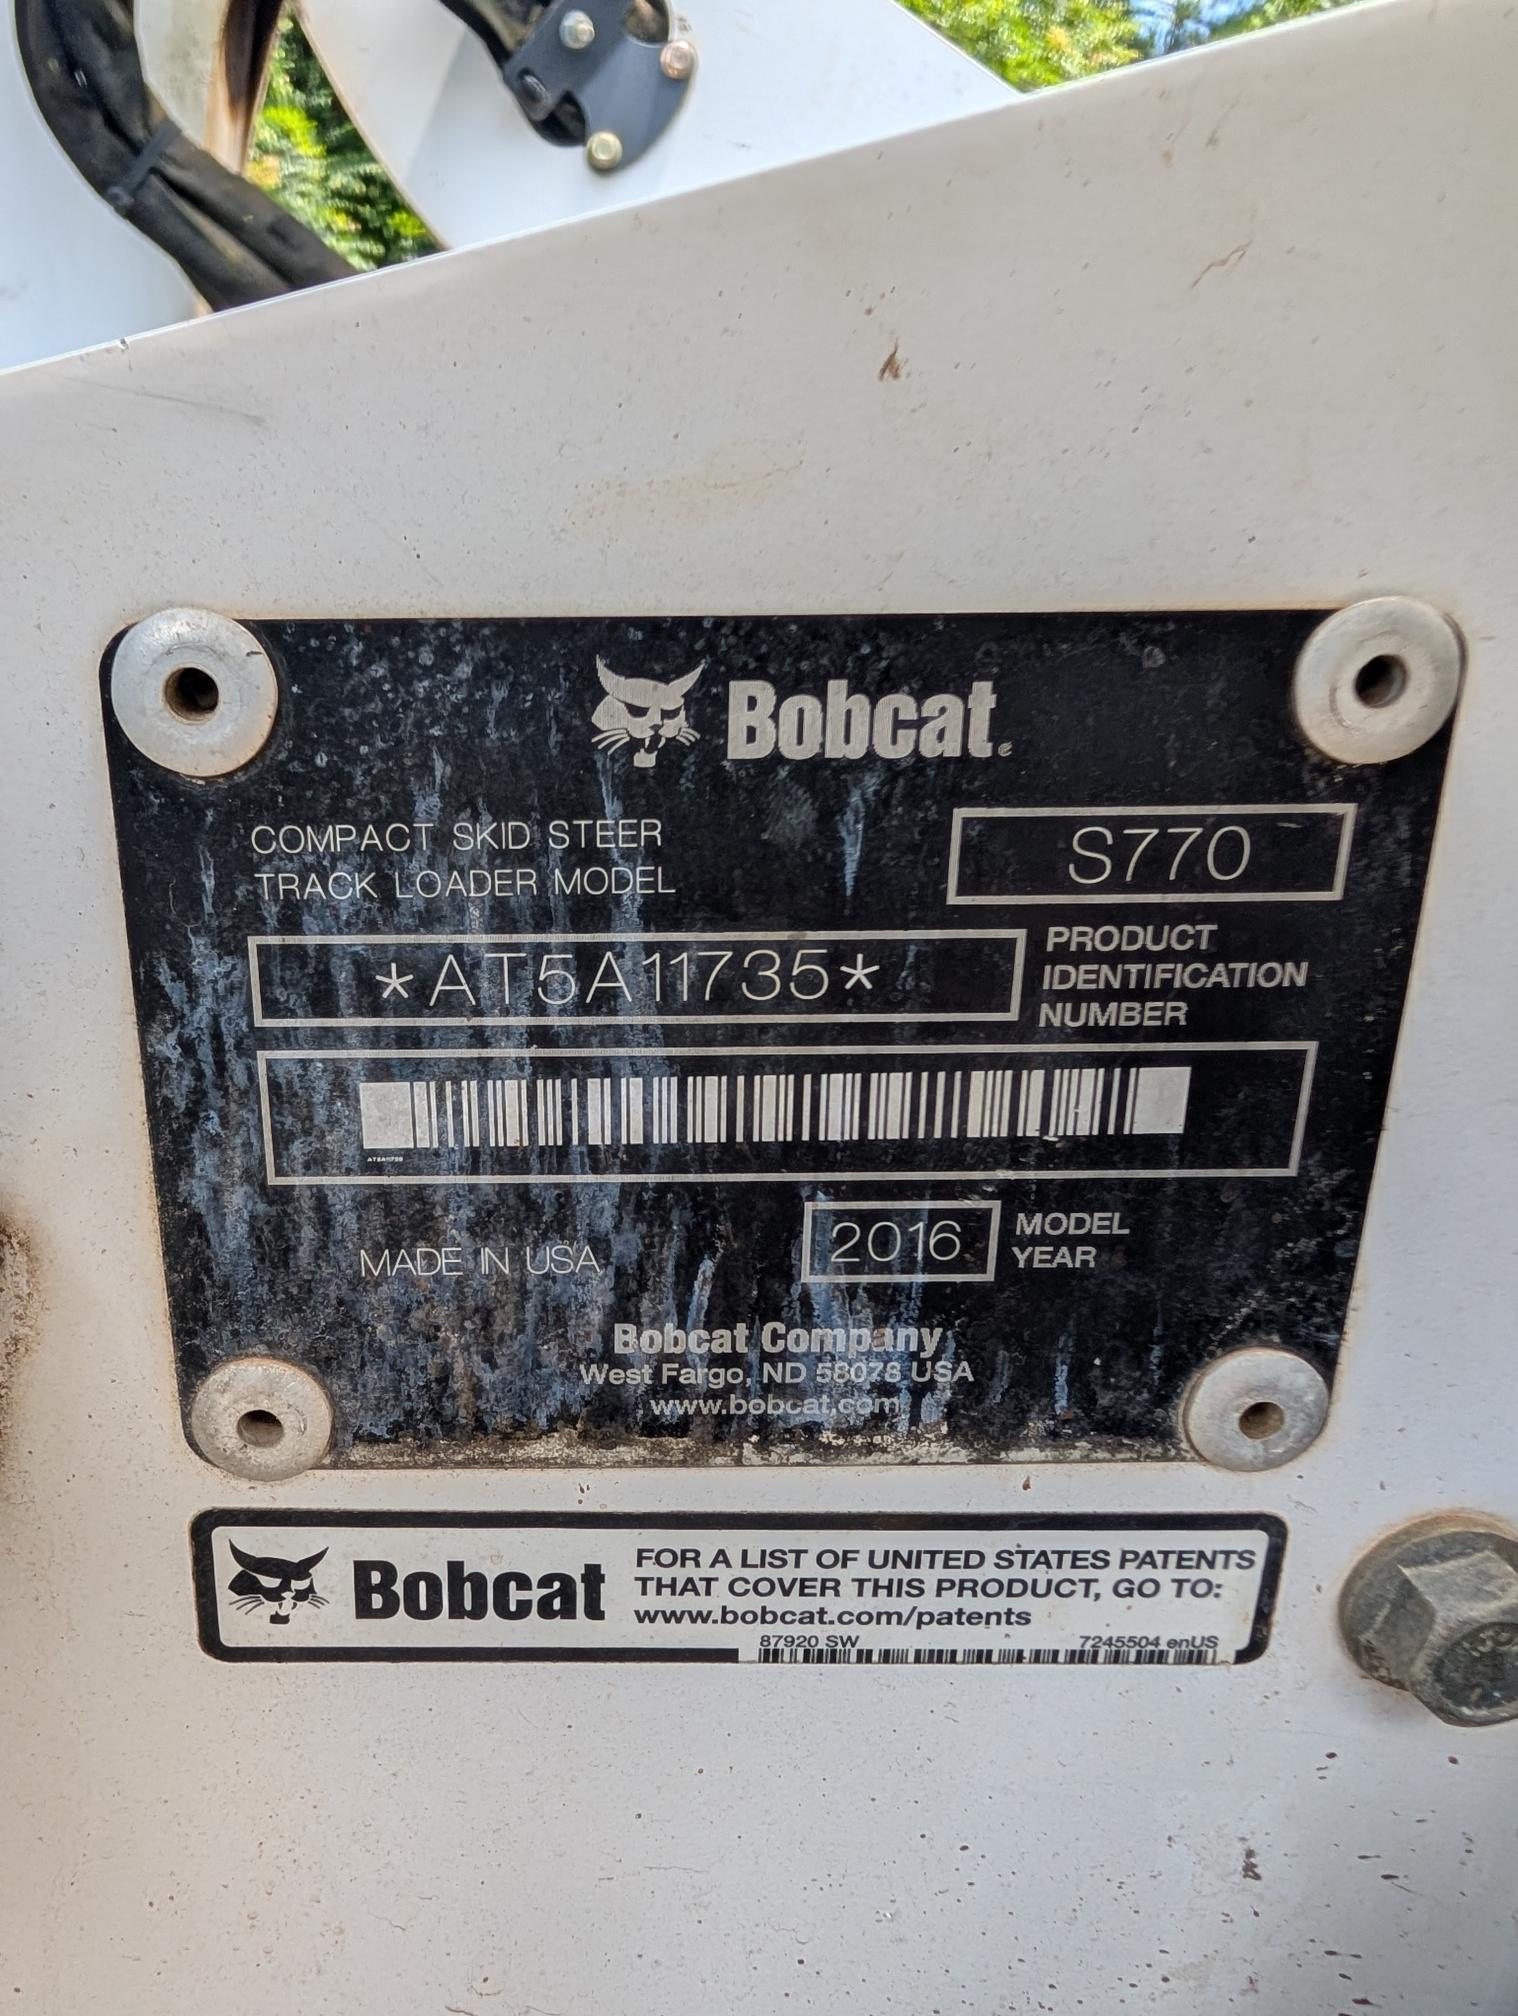 Bobcat.
COMPACT SKID STEER
TRACK LOADER MODEL
S770
*AT5A11735*
PRODUCT
IDENTIFICATION
NUMBER
MADE IN USA
2016
MODEL
YEAR
Bobcat Company
West Fargo, ND 58078 USA
www.bobcat.com
Bobcat
FOR A LIST OF UNITED STATES PATENTS
THAT COVER THIS PRODUCT, GO TO:
www.bobcat.com/patents
87920 SW 7245504 enUS